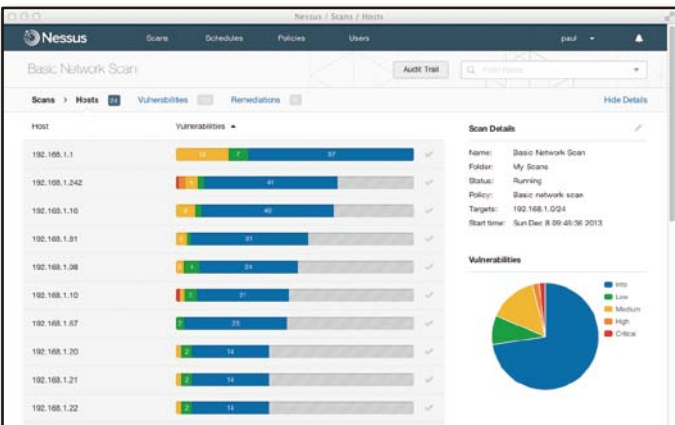 Nessus / Scans / Hosts
Nessus Scans Schedules Policies Users paul
Basic Network Scan Audit Trail
Scans > Hosts 24 Vulnerabilities Remediations Hide Details
Host Vulnerabilities
Scan Details
192.168.1.1 7 57
Name: Basic Network Scan
Folder: My Scans
192.168.1.242 41
Status: Running
Policy: Basic network scan
192.168.1.16 40
Targets: 192.168.1.0/24
Start time: Sun Dec 8 09:45:36 2013
192.168.1.91 31
Vulnerabilities
192.168.1.98 24
Info
Low
192.168.1.10 21
Medium
High
192.168.1.67 23
Critical
192.168.1.20 2 14
192.168.1.21 2 14
192.168.1.22 2 14